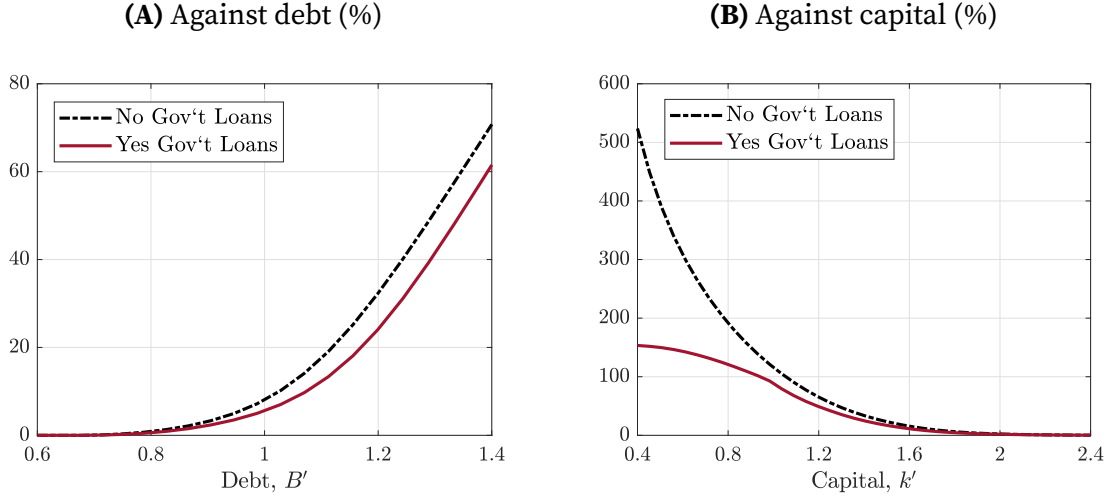 (A) Against debt (%)
80
60
40
20
0
No Gov‘t Loans
Yes Gov‘t Loans
0.6 0.8 1 1.2 1.4
Debt, B′
(B) Against capital (%)
600
500
400
300
200
100
0
No Gov‘t Loans
Yes Gov‘t Loans
0.4 0.8 1.2 1.6 2 2.4
Capital, k′